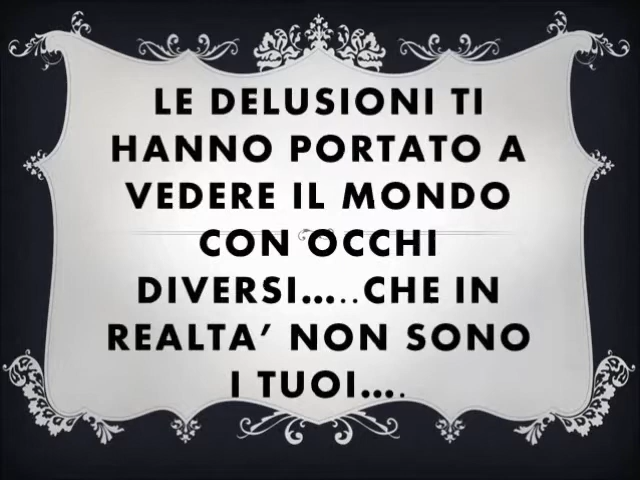 LE DELUSIONI TI
HANNO PORTATO A
VEDERE IL MONDO
CON OCCHI
DIVERSI…..CHE IN
REALTA’ NON SONO
I TUOI….